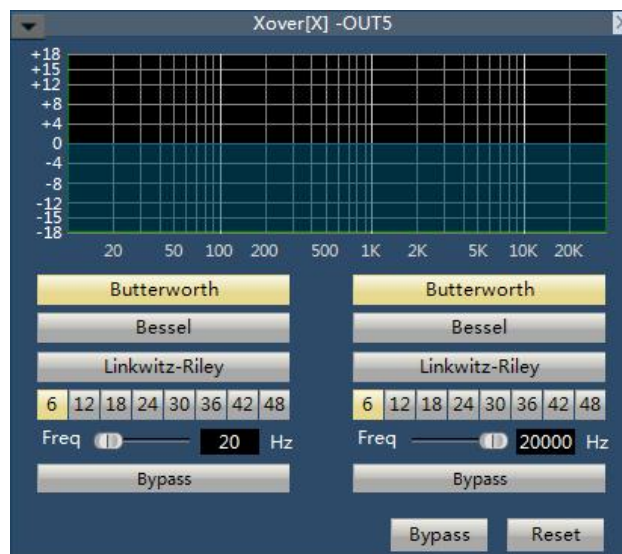 Xover[X] -OUT5
X
+18
+15
+12
+8
+4
0
-4
-8
-12
-15
-18
20 50 100 200 500 1K 2K 5K 10K 20K
Butterworth Butterworth
Bessel Bessel
Linkwitz-Riley Linkwitz-Riley
6 12 18 24 30 36 42 48 6 12 18 24 30 36 42 48
Freq 20 Hz Freq 20000 Hz
Bypass Bypass
Bypass Reset